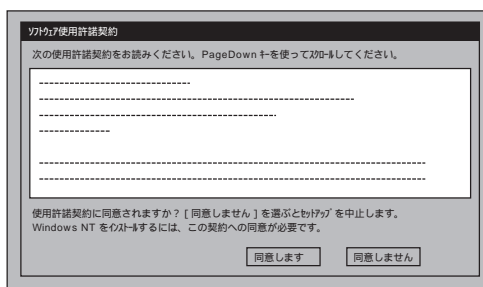 ソフトウェア使用許諾契約
次の使用許諾契約をお読みください。PageDown キーを使ってスクロールしてください。
使用許諾契約に同意されますか？[ 同意しません ] を選ぶとセットアップを中止します。
Windows NT をインストールするには、この契約への同意が必要です。
同意します
同意しません